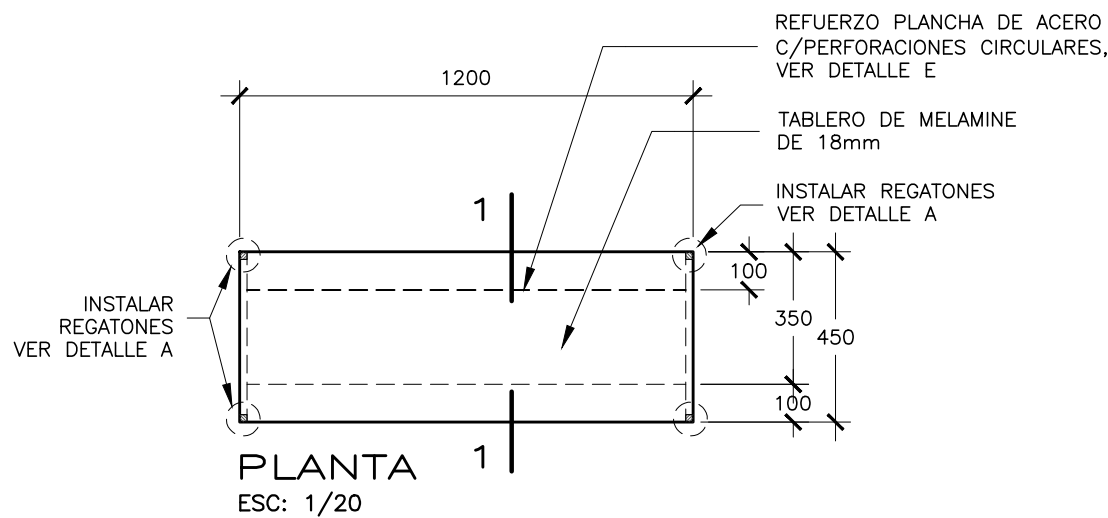 REFUERZO PLANCHA DE ACERO
C/PERFORACIONES CIRCULARES,
VER DETALLE E
1200
TABLERO DE MELAMINE
DE 18mm
INSTALAR REGATONES
VER DETALLE A
1
100
INSTALAR
REGATONES
VER DETALLE A
350
450
100
1
PLANTA
ESC: 1/20